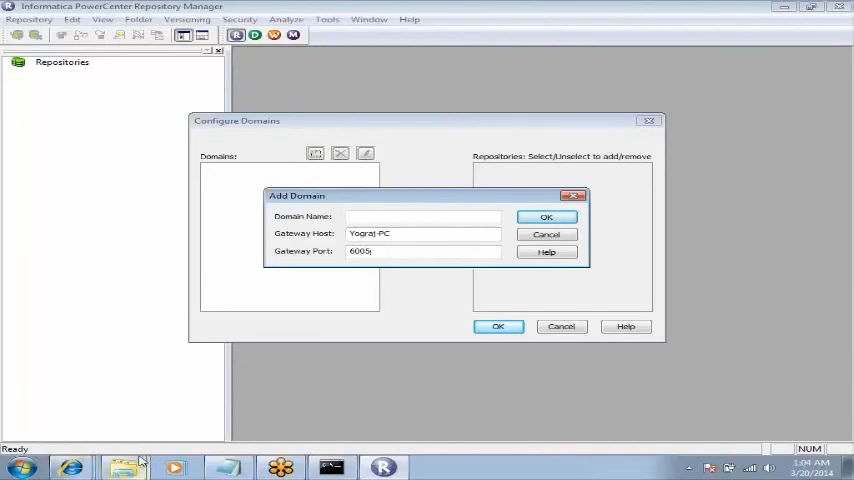 Informatica PowerCenter Repository Manager
Repository Edit View Folder Versioning Security Analyze Tools Window Help
R D W M
Repositories
Configure Domains
Domains:
Repositories: Select/Unselect to add/remove
Add Domain
Domain Name:
OK
Gateway Host: Yograj-PC
Cancel
Gateway Port: 6005
Help
OK Cancel Help
Ready
NUM
R
1:04 AM
3/20/2014